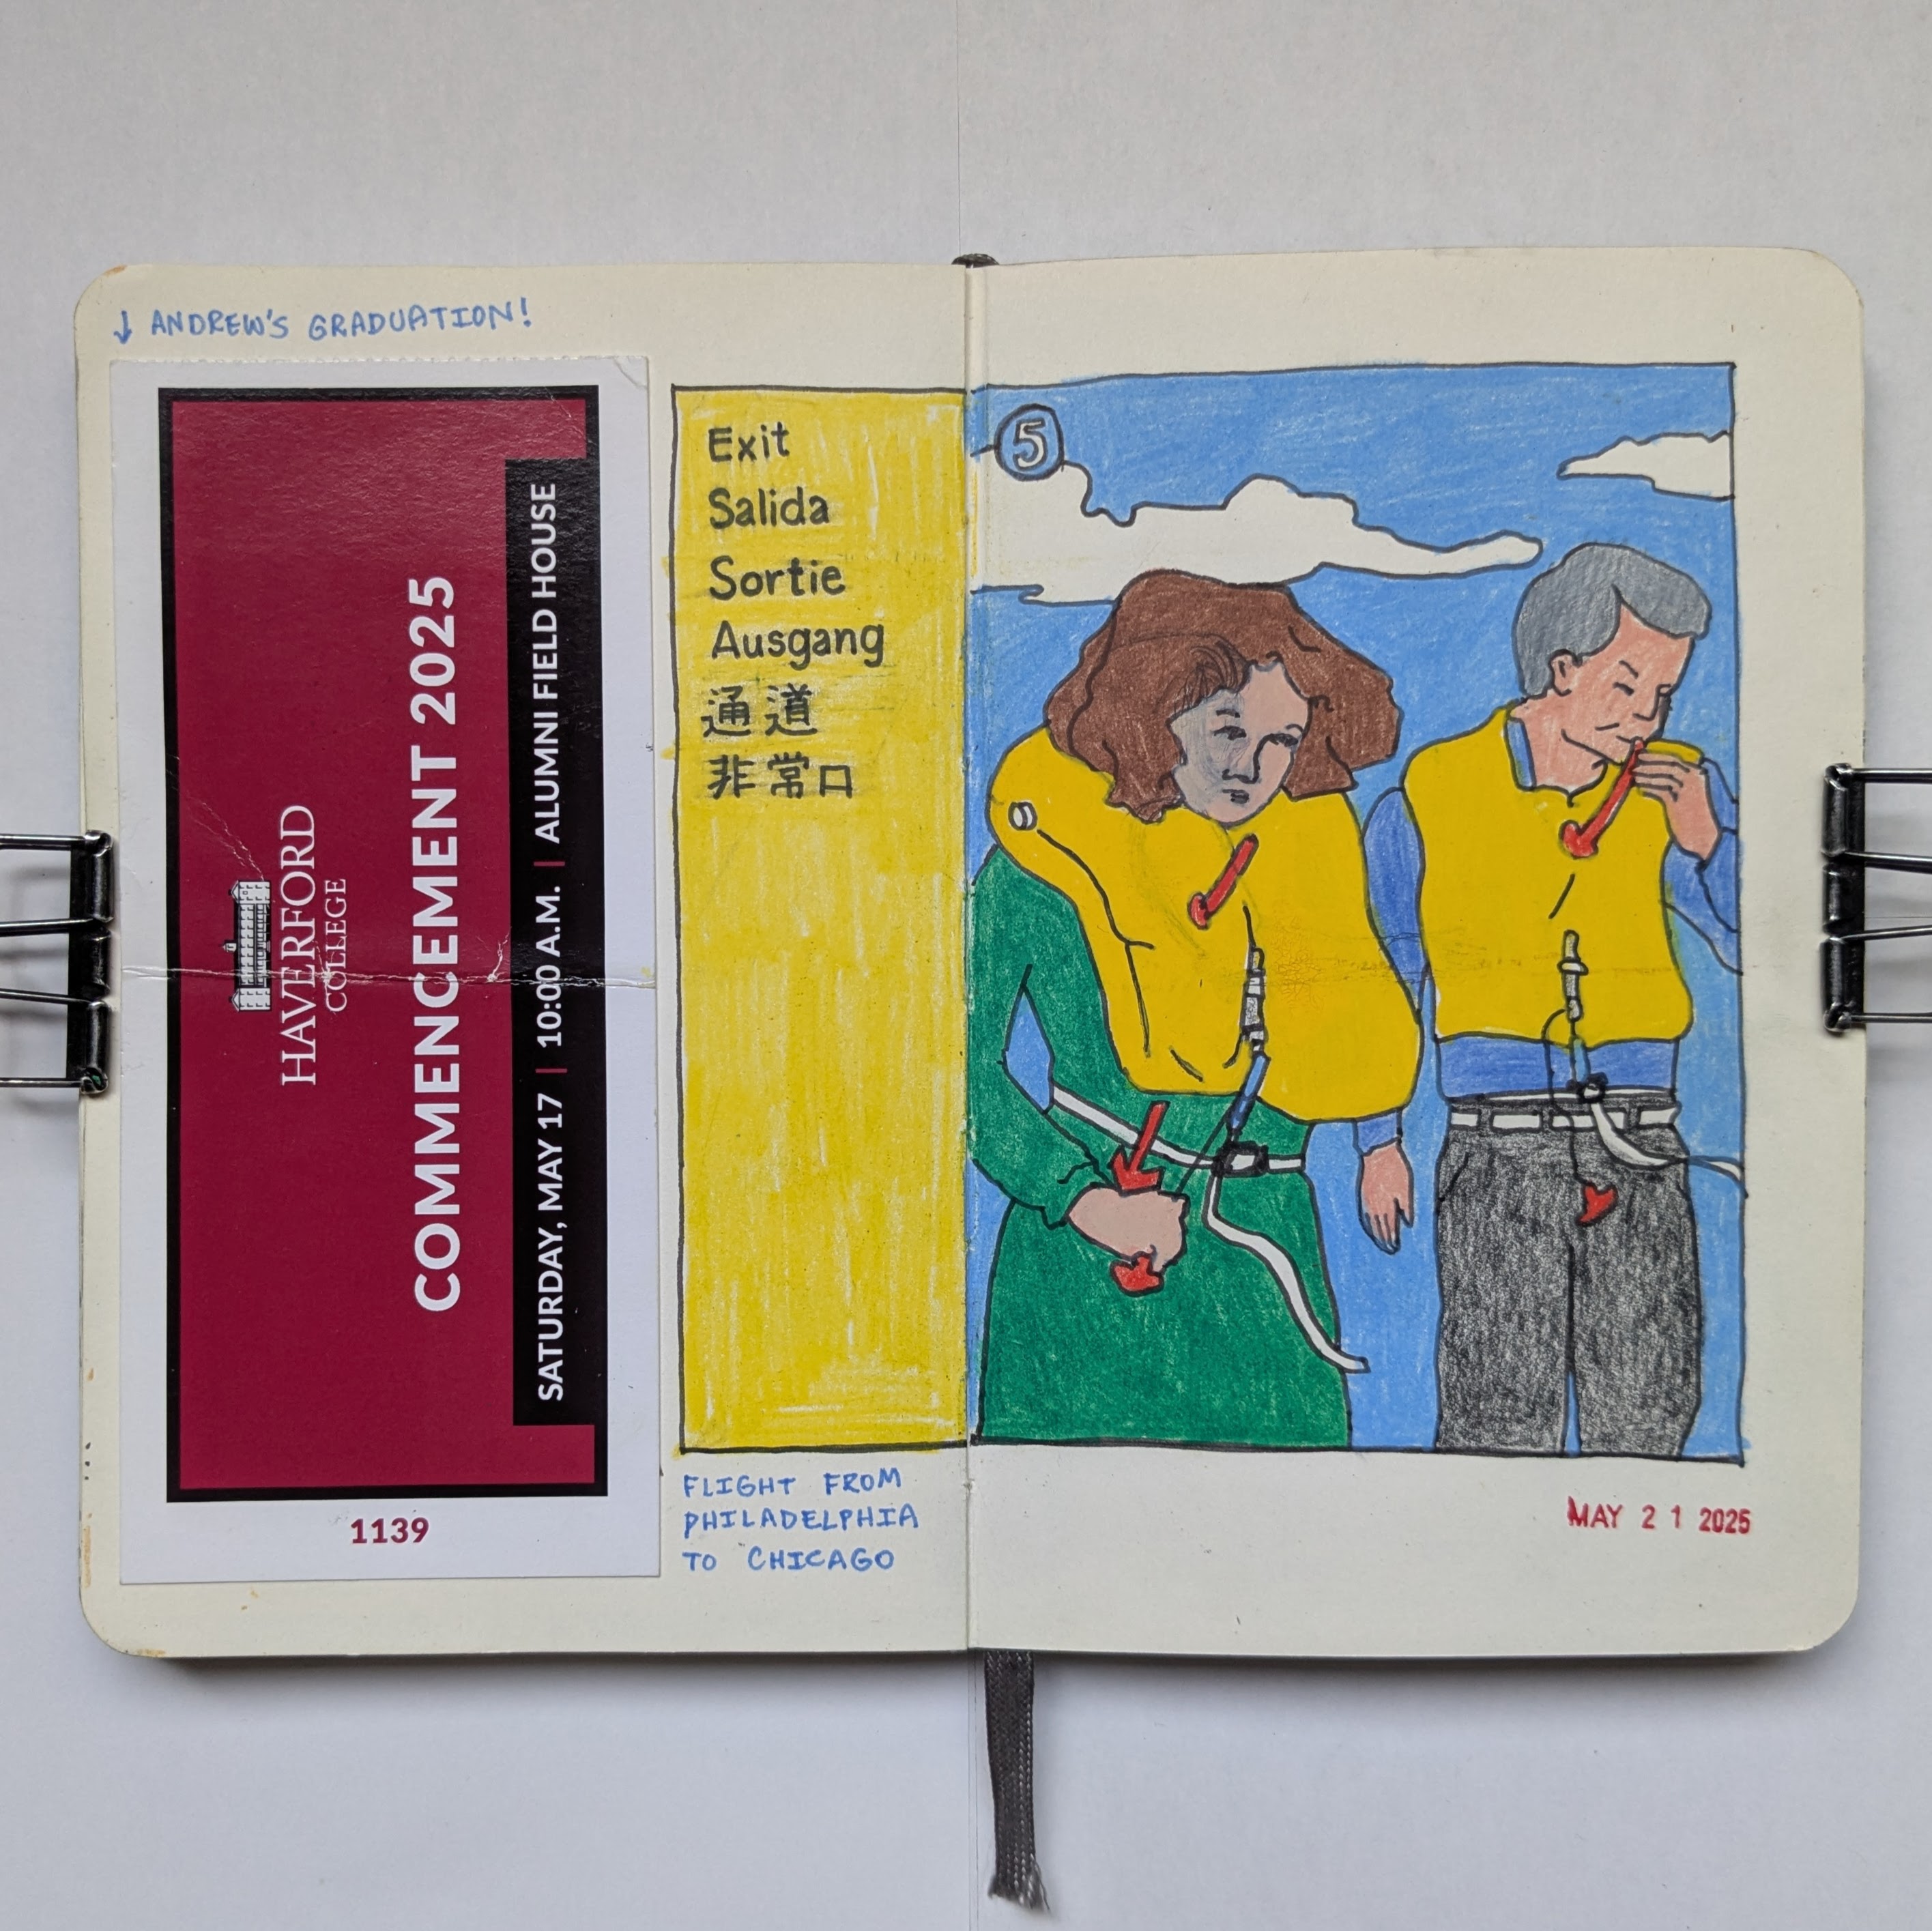 ↓ ANDREW'S GRADUATION!
HAVERFORD
COLLEGE
COMMENCEMENT 2025
SATURDAY, MAY 17 | 10:00 A.M. | ALUMNI FIELD HOUSE
1139
Exit
Salida
Sortie
Ausgang
通道
非常口
FLIGHT FROM
PHILADELPHIA
TO CHICAGO
5
MAY 21 2025